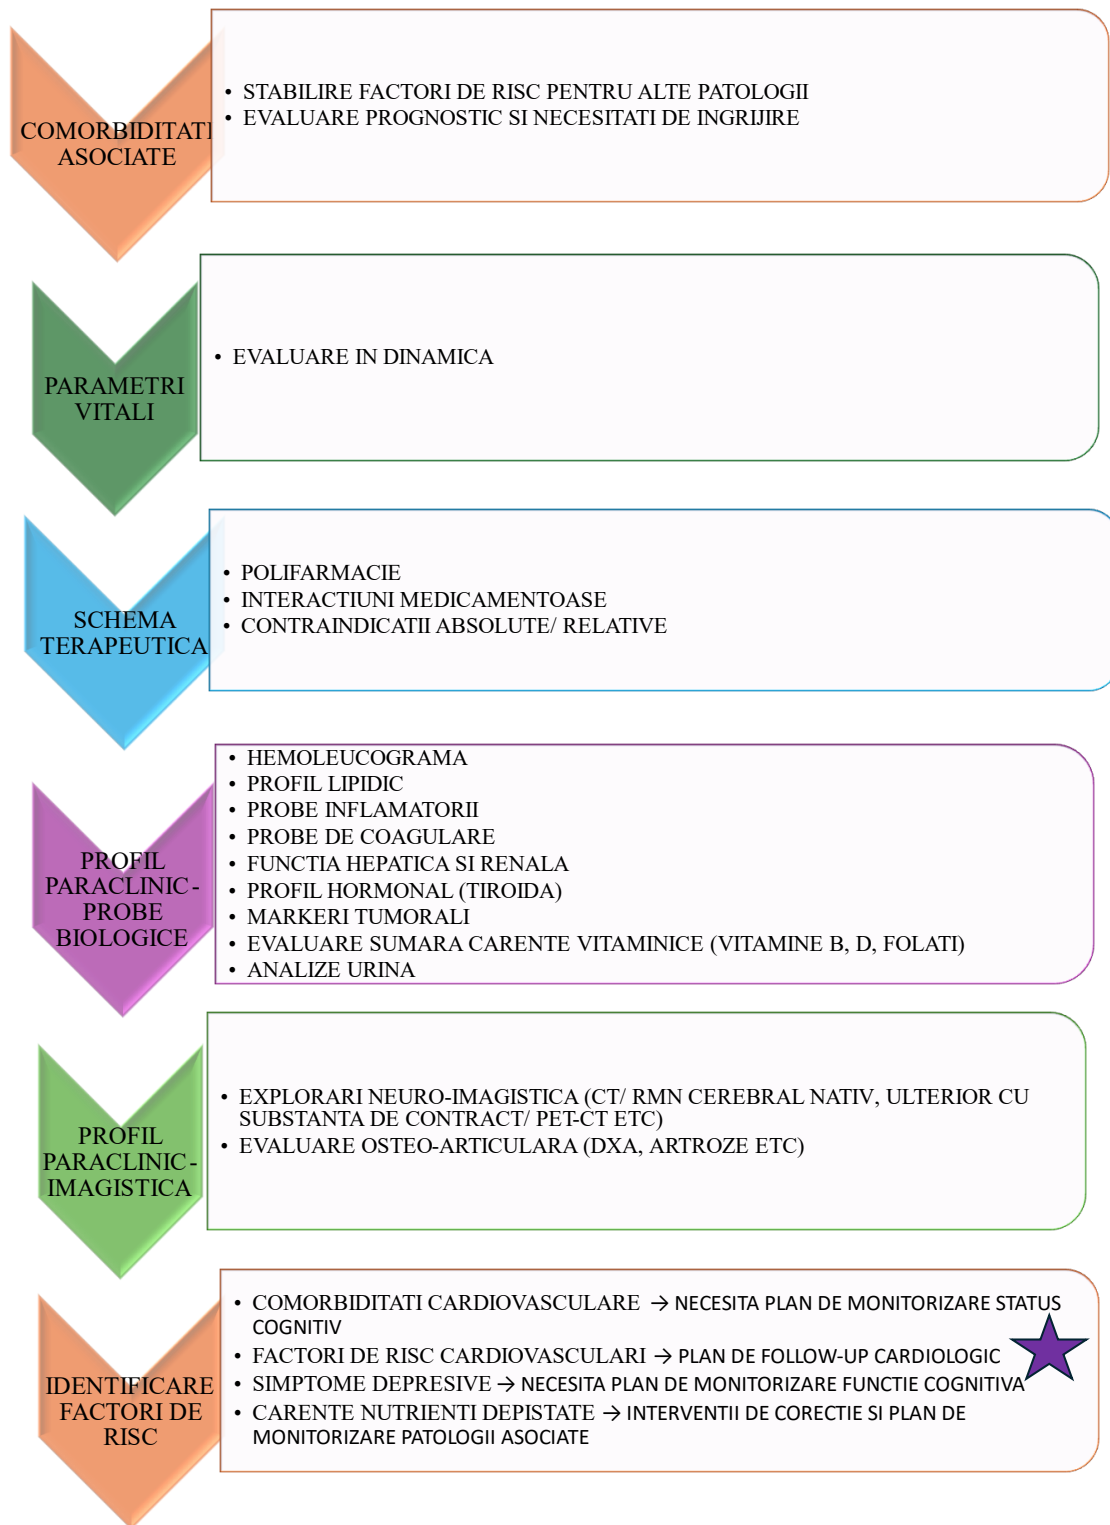 COMORBIDITATI
ASOCIATE
• STABILIRE FACTORI DE RISC PENTRU ALTE PATOLOGII
• EVALUARE PROGNOSTIC SI NECESITATI DE INGRIJIRE
PARAMETRI
VITALI
• EVALUARE IN DINAMICA
SCHEMA
TERAPEUTICA
• POLIFARMACIE
• INTERACTIUNI MEDICAMENTOASE
• CONTRAINDICATII ABSOLUTE/ RELATIVE
PROFIL
PARACLINIC-
PROBE
BIOLOGICE
• HEMOLEUCOGRAMA
• PROFIL LIPIDIC
• PROBE INFLAMATORII
• PROBE DE COAGULARE
• FUNCTIA HEPATICA SI RENALA
• PROFIL HORMONAL (TIROIDA)
• MARKERI TUMORALI
• EVALUARE SUMARA CARENTE VITAMINICE (VITAMINE B, D, FOLATI)
• ANALIZE URINA
PROFIL
PARACLINIC-
IMAGISTICA
• EXPLORARI NEURO-IMAGISTICA (CT/ RMN CEREBRAL NATIV, ULTERIOR CU
SUBSTANTA DE CONTRACT/ PET-CT ETC)
• EVALUARE OSTEO-ARTICULARA (DXA, ARTROZE ETC)
IDENTIFICARE
FACTORI DE
RISC
• COMORBIDITATI CARDIOVASCULARE → NECESITA PLAN DE MONITORIZARE STATUS
COGNITIV
• FACTORI DE RISC CARDIOVASCULARI → PLAN DE FOLLOW-UP CARDIOLOGIC
• SIMPTOME DEPRESIVE → NECESITA PLAN DE MONITORIZARE FUNCTIE COGNITIVA
• CARENTE NUTRIENTI DEPISTATE → INTERVENTII DE CORECTIE SI PLAN DE
MONITORIZARE PATOLOGII ASOCIATE